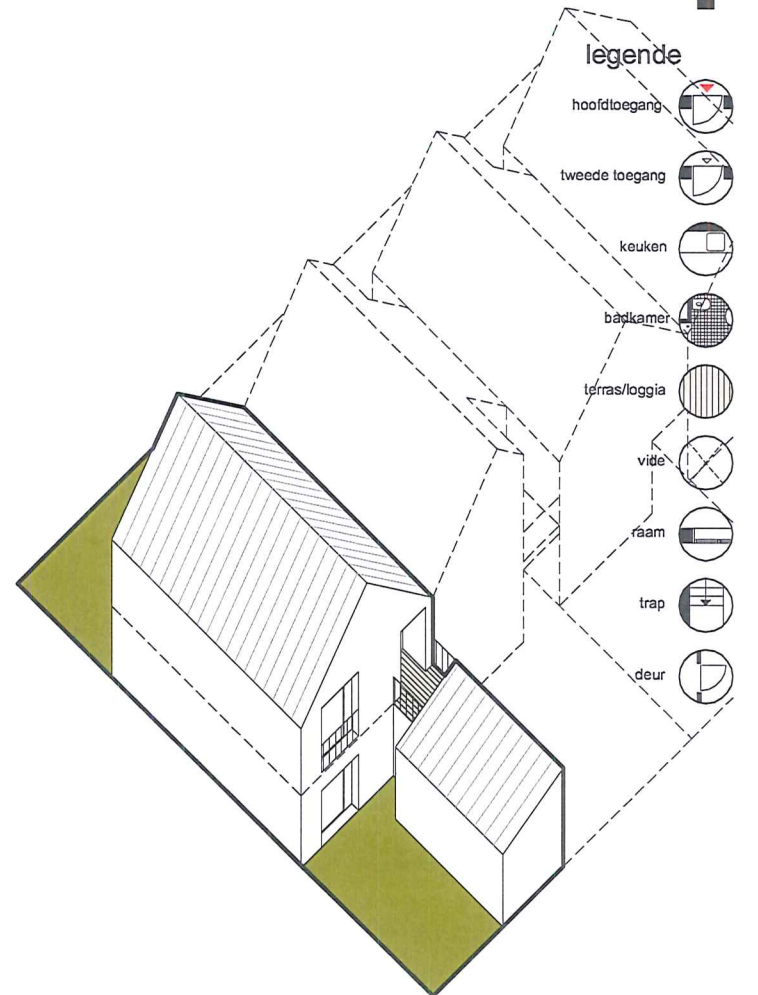 legende
hoofdtoegang
tweede toegang
keuken
badkamer
terras/loggia
vide
raam
trap
deur